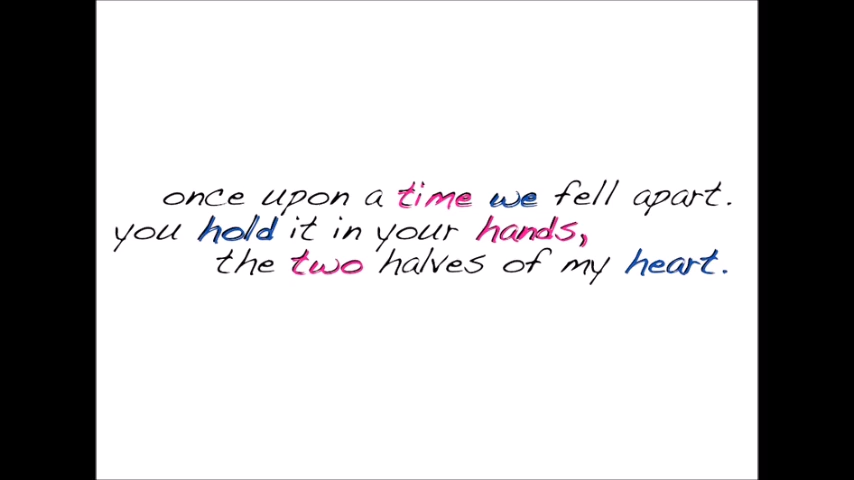 once upon a time we fell apart.
you hold it in your hands,
the two halves of my heart.